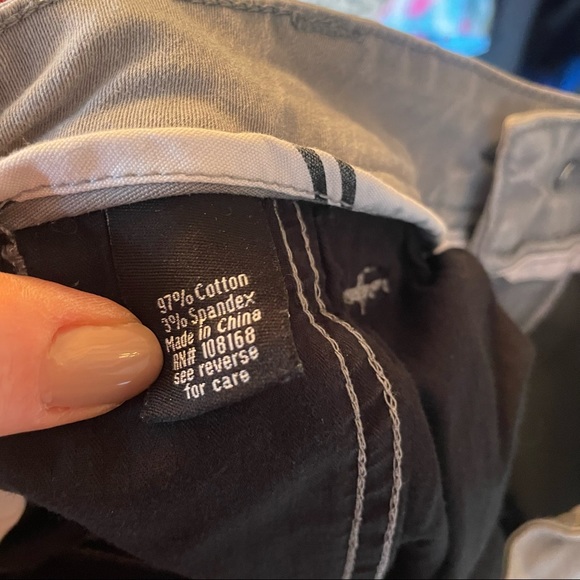 97% Cotton
3% Spandex
Made in China
RN# 108168
see reverse
for care